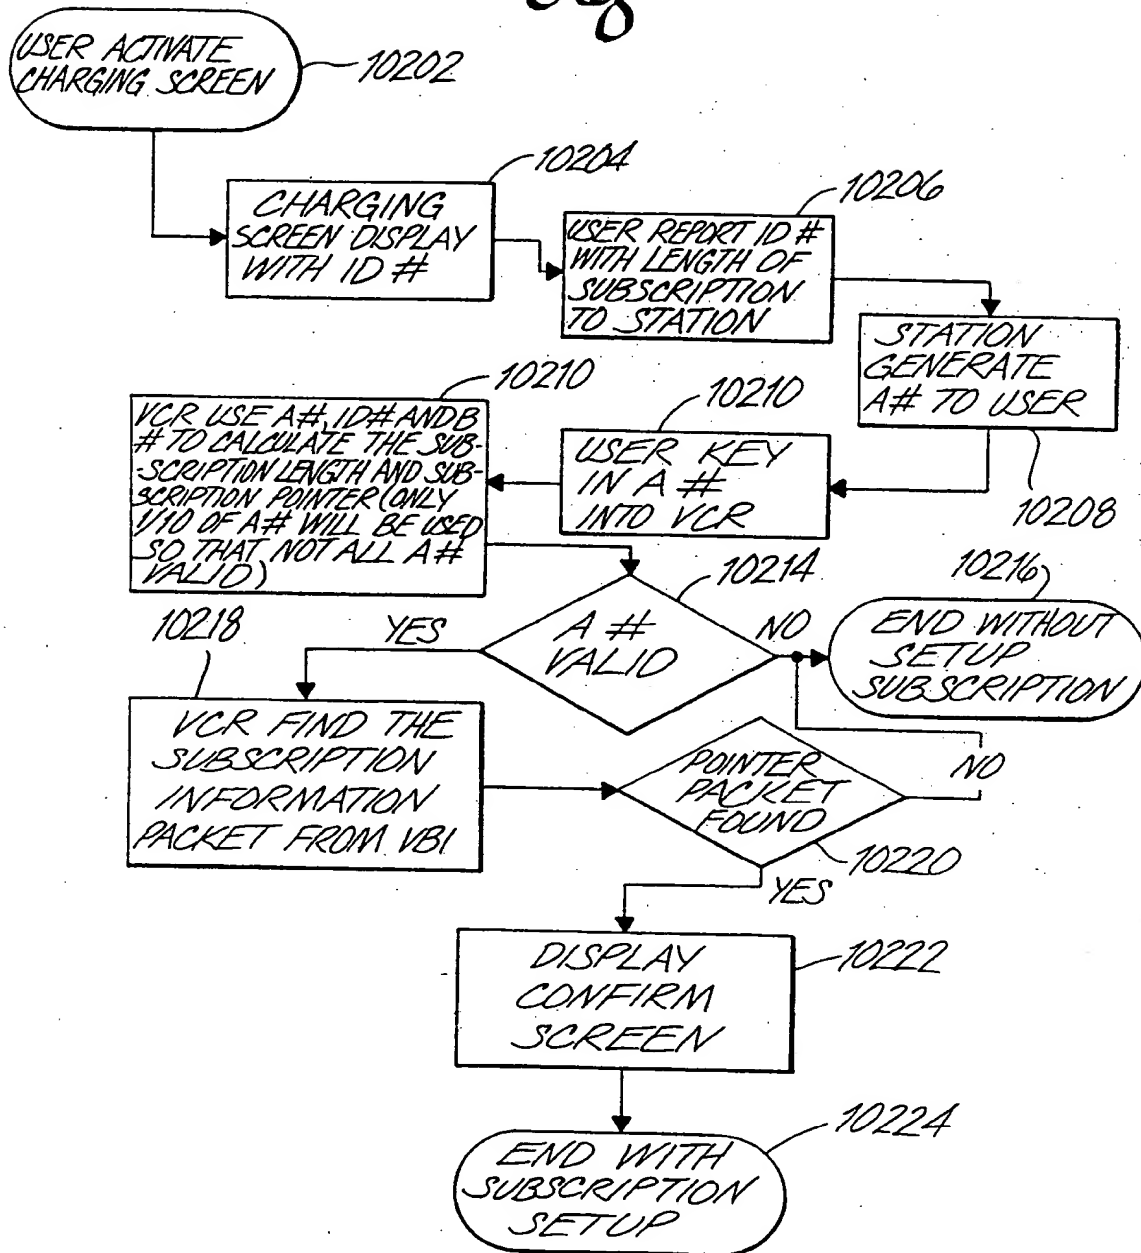 USER ACTIVATE
CHARGING SCREEN
10202
10204
CHARGING
SCREEN DISPLAY
WITH ID #
10206
USER REPORT ID #
WITH LENGTH OF
SUBSCRIPTION
TO STATION
STATION
GENERATE
A# TO USER
10208
10210
USER KEY
IN A #
INTO VCR
10210
VCR USE A#, ID# AND B
# TO CALCULATE THE SUB-
-SCRIPTION LENGTH AND SUB-
SCRIPTION POINTER (ONLY
1/10 OF A# WILL BE USED
SO THAT NOT ALL A#
VALID)
10214
A #
VALID
YES
NO
10216
END WITHOUT
SETUP
SUBSCRIPTION
10218
VCR FIND THE
SUBSCRIPTION
INFORMATION
PACKET FROM VBI
POINTER
PACKET
FOUND
NO
10220
YES
DISPLAY
CONFIRM
SCREEN
10222
10224
END WITH
SUBSCRIPTION
SETUP